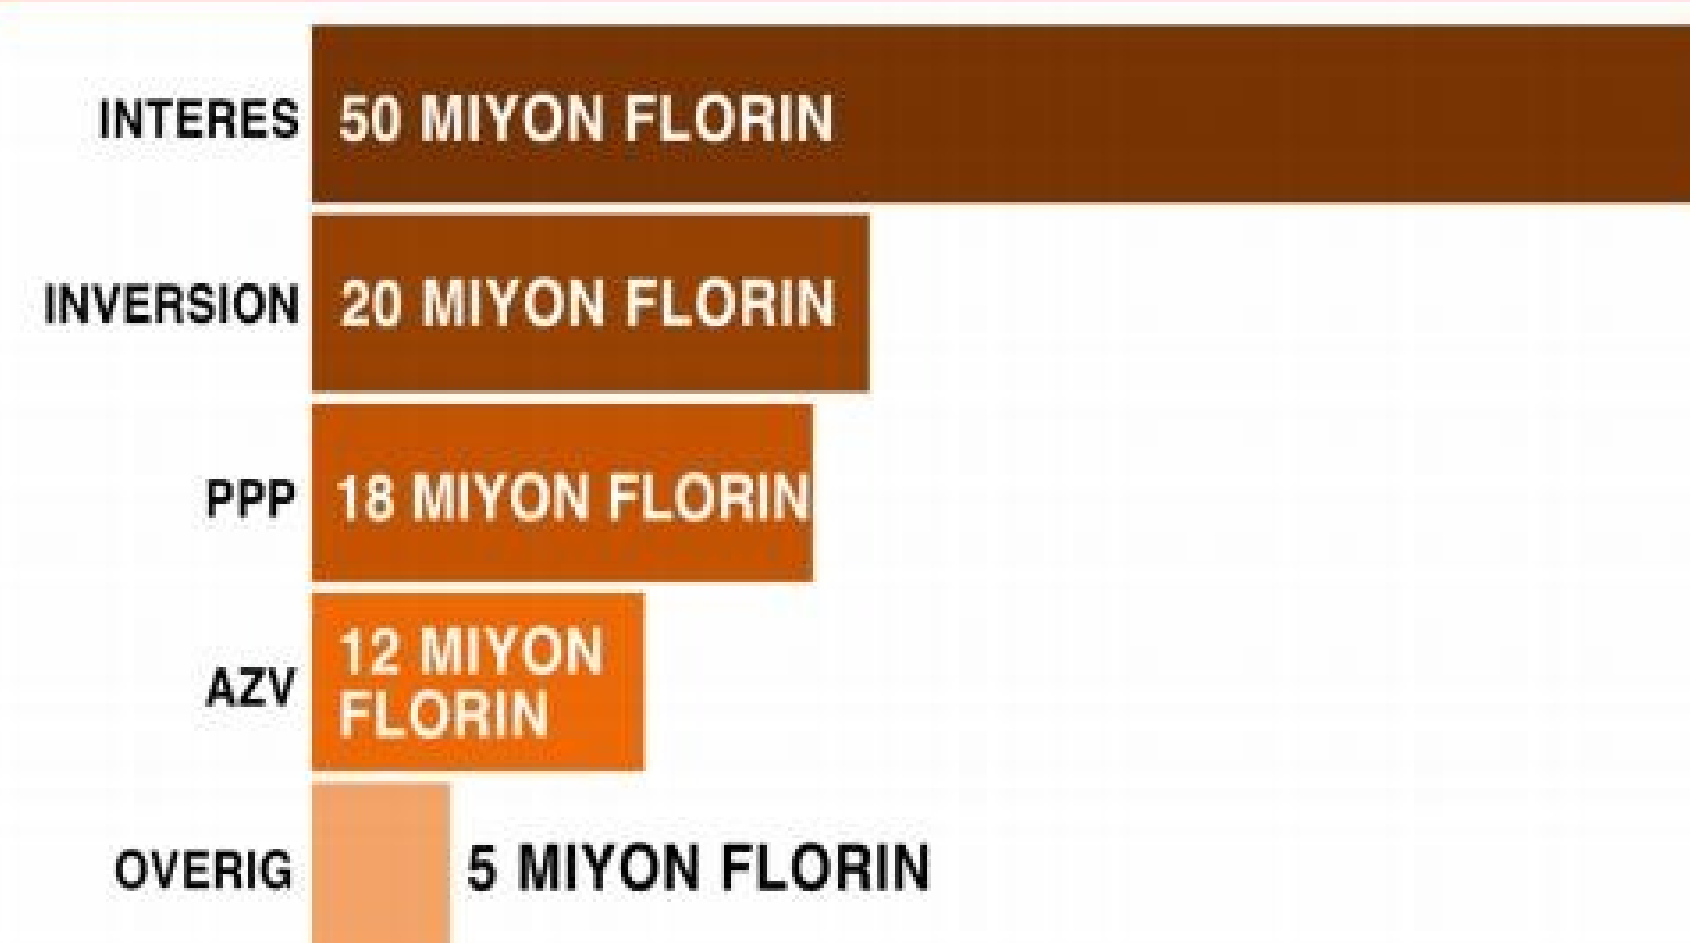 INTERES 50 MIYON FLORIN
INVERSION 20 MIYON FLORIN
PPP 18 MIYON FLORIN
AZV 12 MIYON
FLORIN
OVERIG 5 MIYON FLORIN